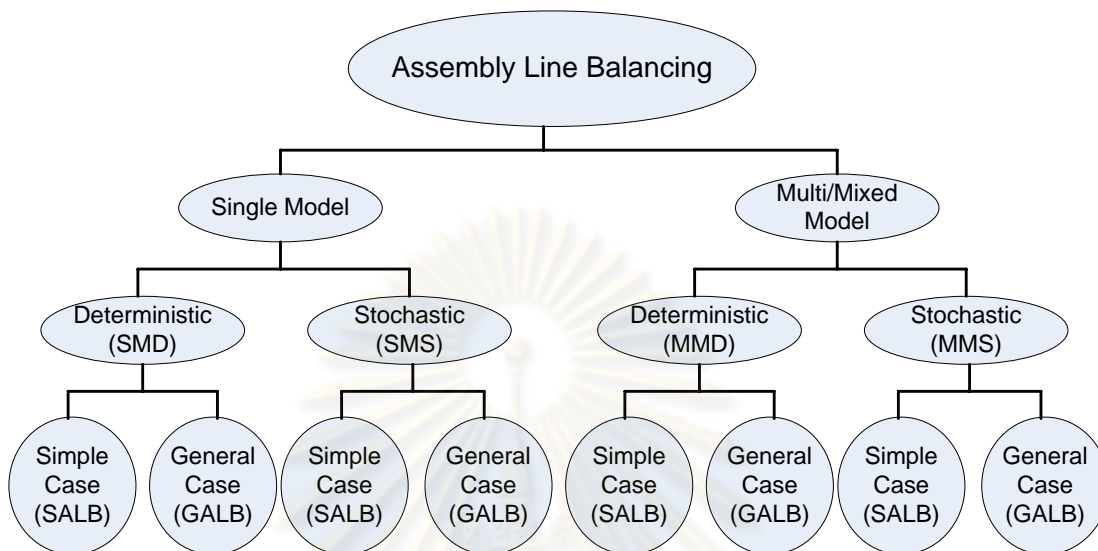 Assembly Line Balancing
Single Model
Multi/Mixed
Model
Deterministic
(SMD)
Stochastic
(SMS)
Deterministic
(MMD)
Stochastic
(MMS)
Simple
Case
(SALB)
General
Case
(GALB)
Simple
Case
(SALB)
General
Case
(GALB)
Simple
Case
(SALB)
General
Case
(GALB)
Simple
Case
(SALB)
General
Case
(GALB)